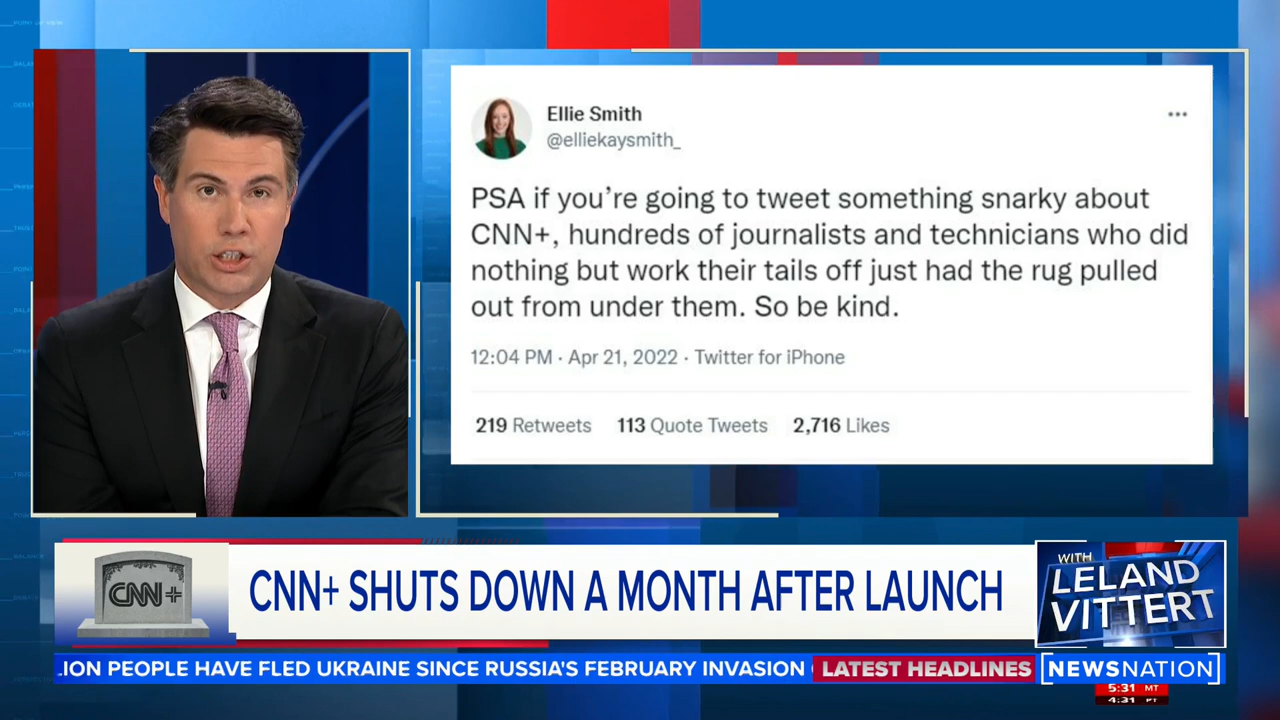 Ellie Smith
@elliekaysmith_
PSA if you're going to tweet something snarky about
CNN+, hundreds of journalists and technicians who did
nothing but work their tails off just had the rug pulled
out from under them. So be kind.
12:04 PM · Apr 21, 2022 · Twitter for iPhone
219 Retweets 113 Quote Tweets 2,716 Likes
CNN+
CNN+ SHUTS DOWN A MONTH AFTER LAUNCH
WITH
LELAND
VITTERT
ION PEOPLE HAVE FLED UKRAINE SINCE RUSSIA'S FEBRUARY INVASION
LATEST HEADLINES
NEWSNATION
5:31 MT
4:31 PT